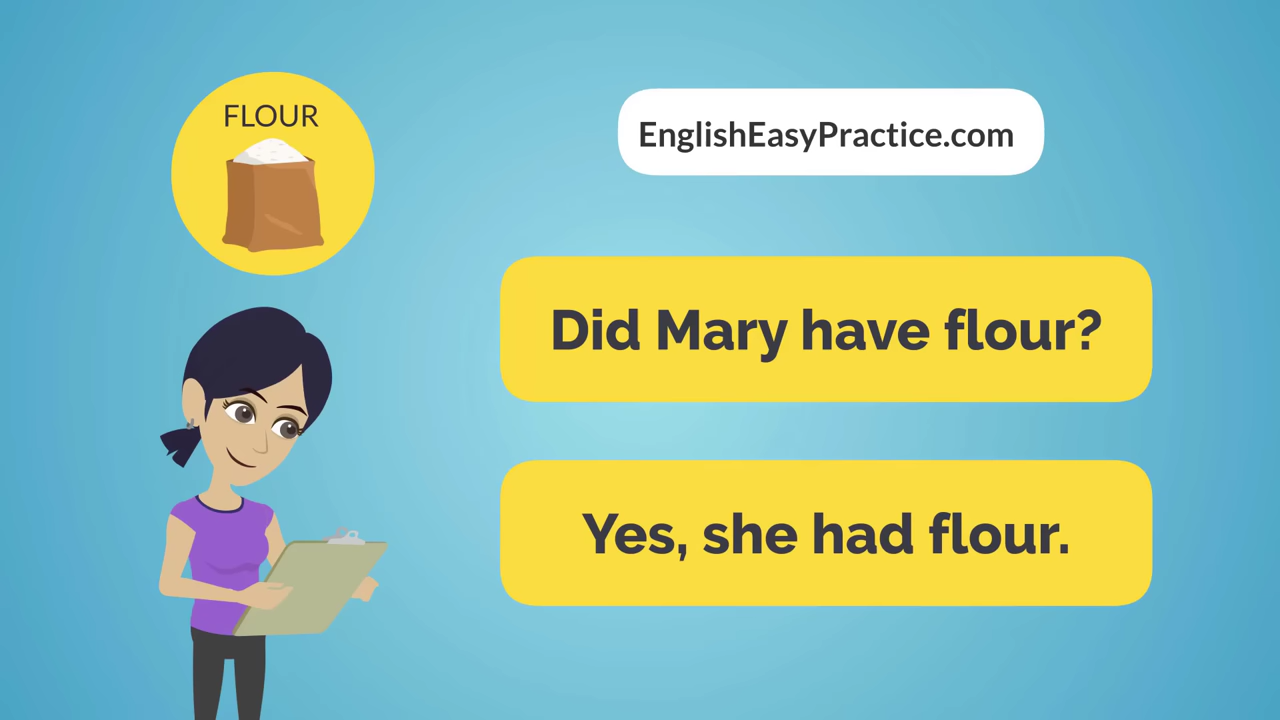 FLOUR
EnglishEasyPractice.com
Did Mary have flour?
Yes, she had flour.